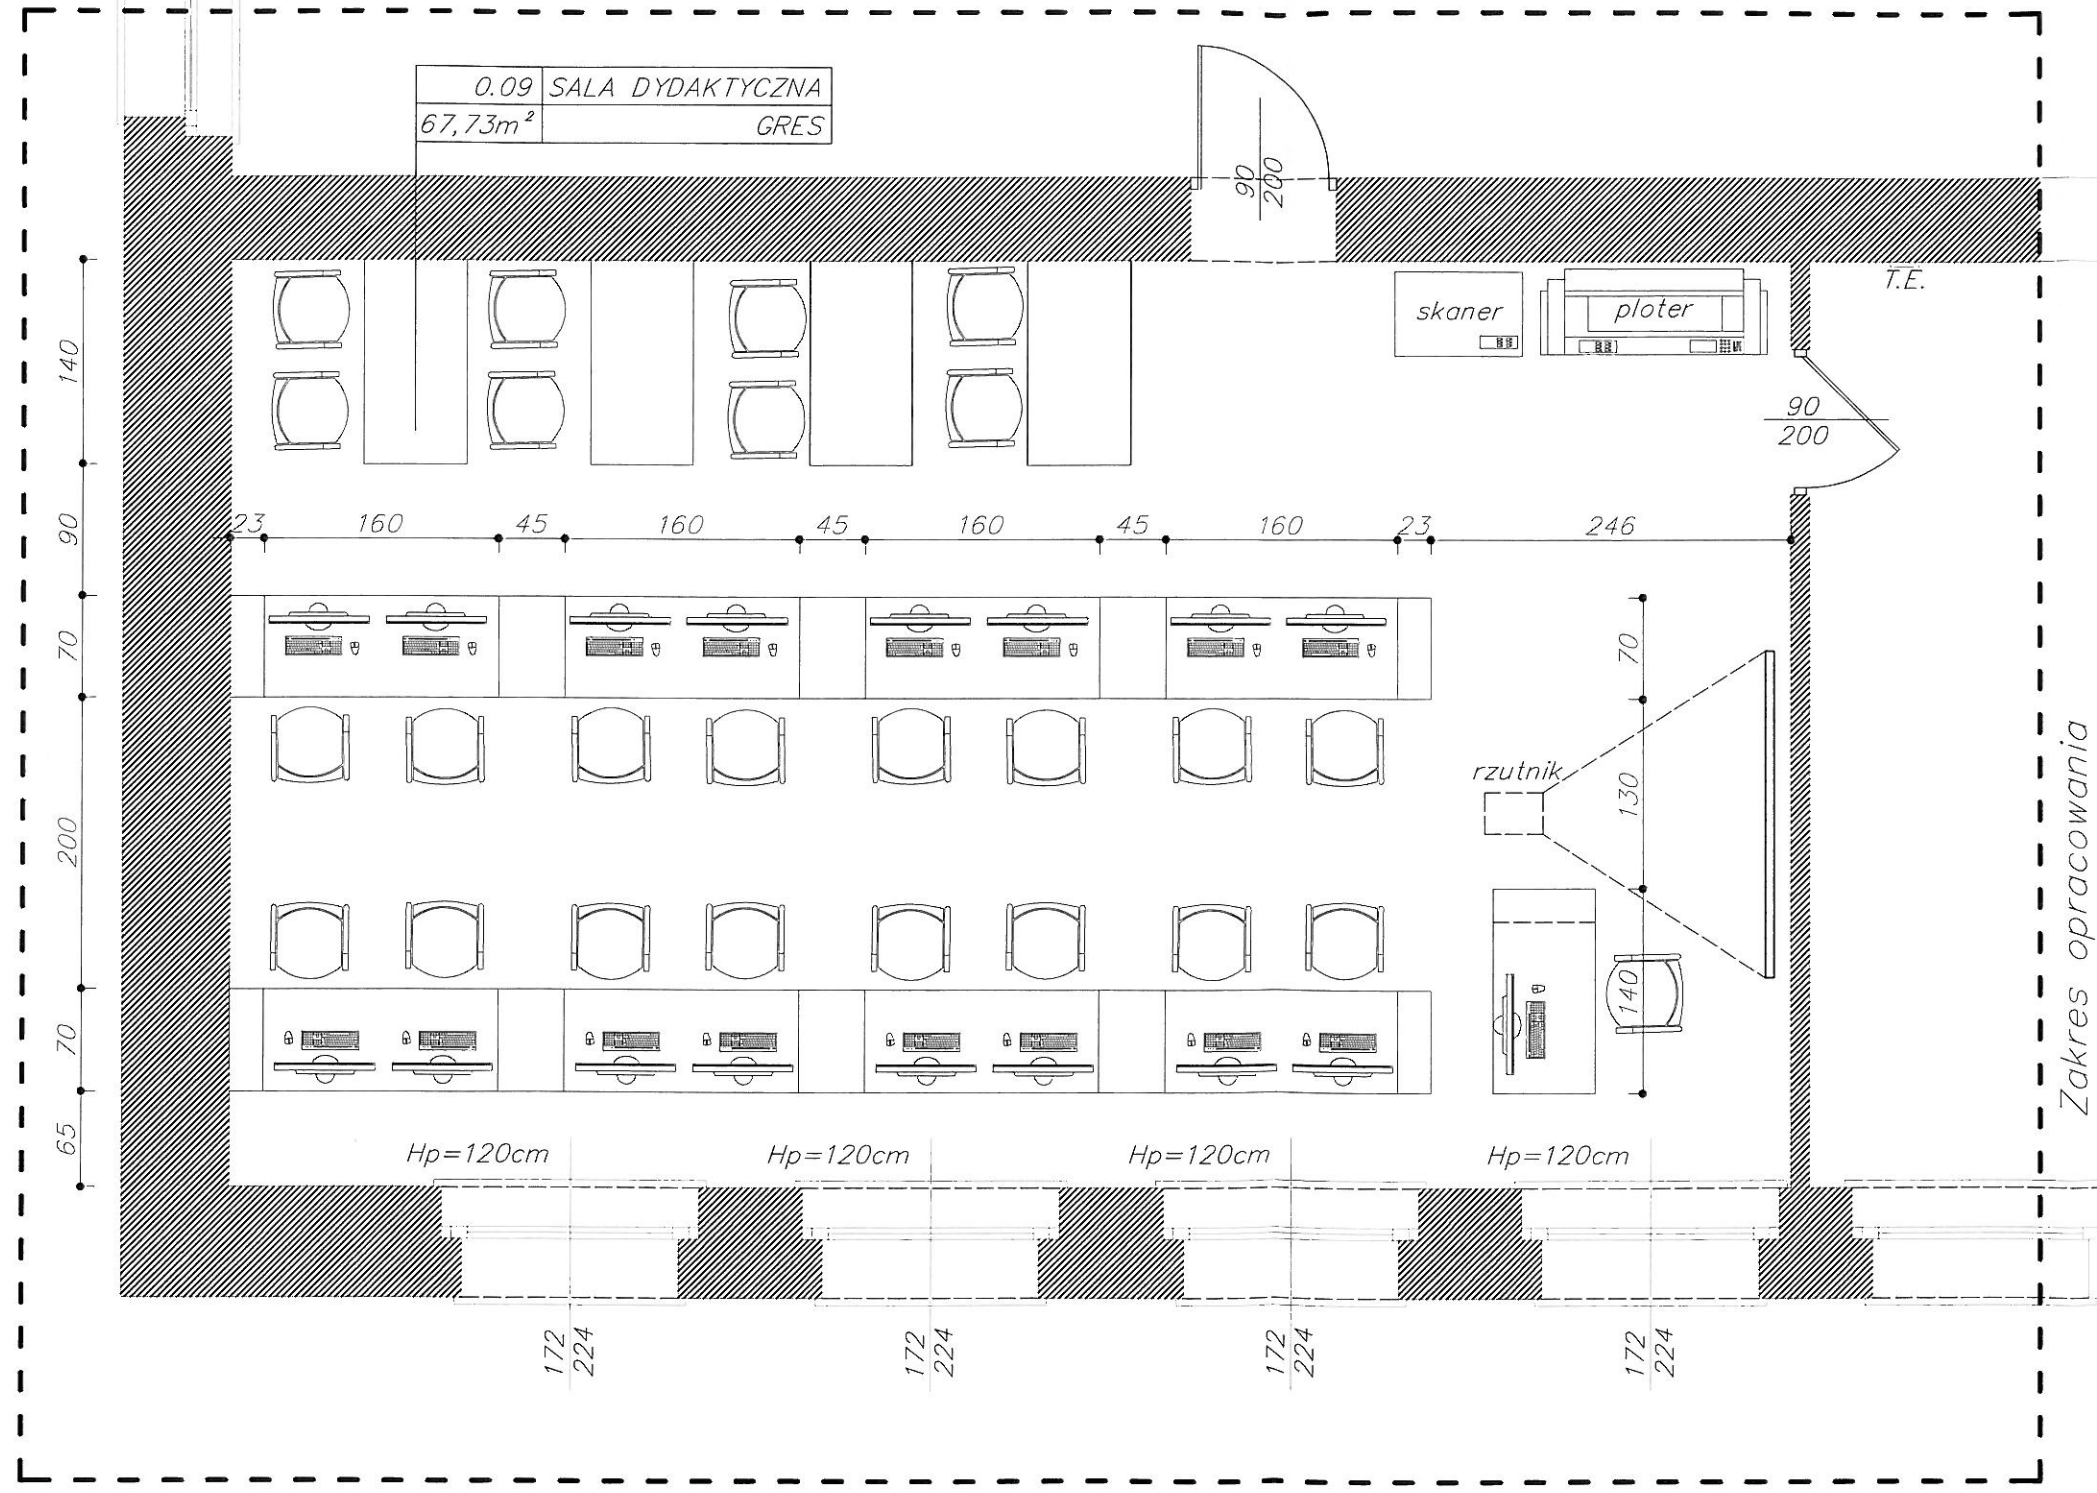 0.09 SALA DYDAKTYCZNA
67,73m² GRES
90
200
T.E.
skaner
ploter
90
200
140
90
70
200
70
65
23 160 45 160 45 160 45 160 23 246
70
130
140
rzutnik
Zakres opracowania
Hp=120cm Hp=120cm Hp=120cm Hp=120cm
172
224
172
224
172
224
172
224